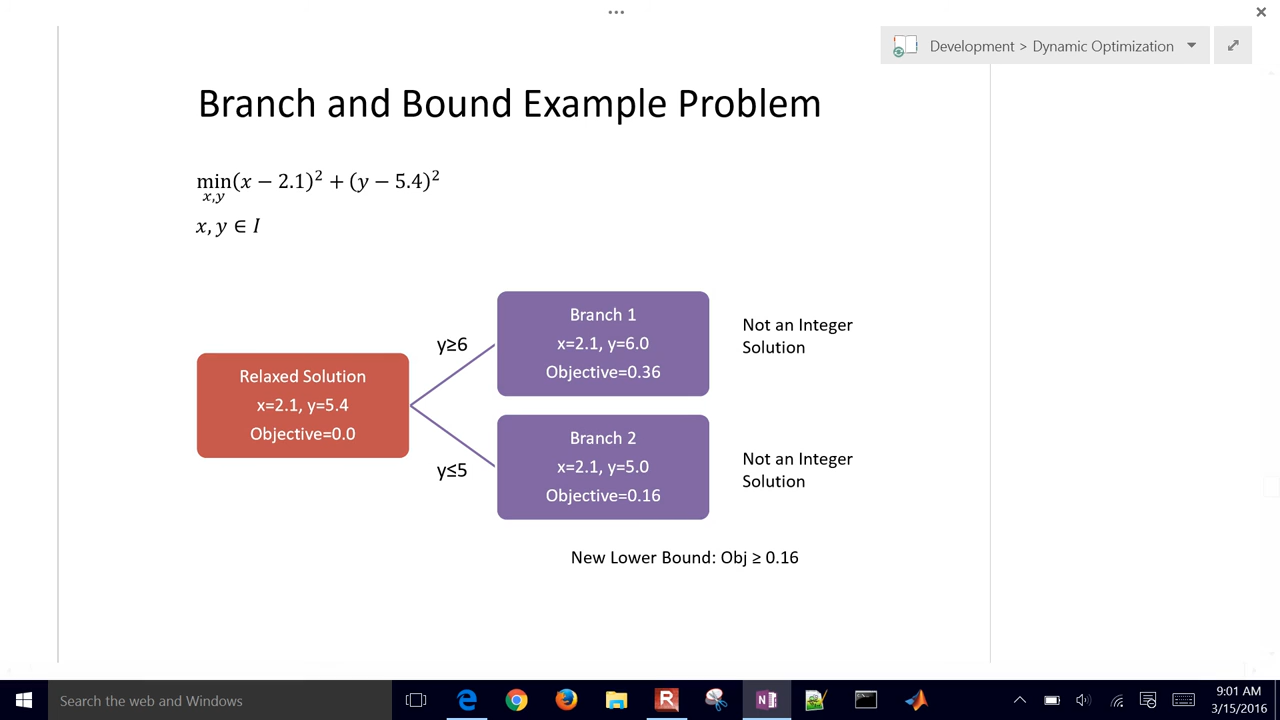 Development > Dynamic Optimization
Branch and Bound Example Problem
min(x − 2.1)² + (y − 5.4)²
x,y
x, y ∈ I
Branch 1
x=2.1, y=6.0
Objective=0.36
Not an Integer
Solution
y≥6
Relaxed Solution
x=2.1, y=5.4
Objective=0.0
y≤5
Branch 2
x=2.1, y=5.0
Objective=0.16
Not an Integer
Solution
New Lower Bound: Obj ≥ 0.16
Search the web and Windows
9:01 AM
3/15/2016